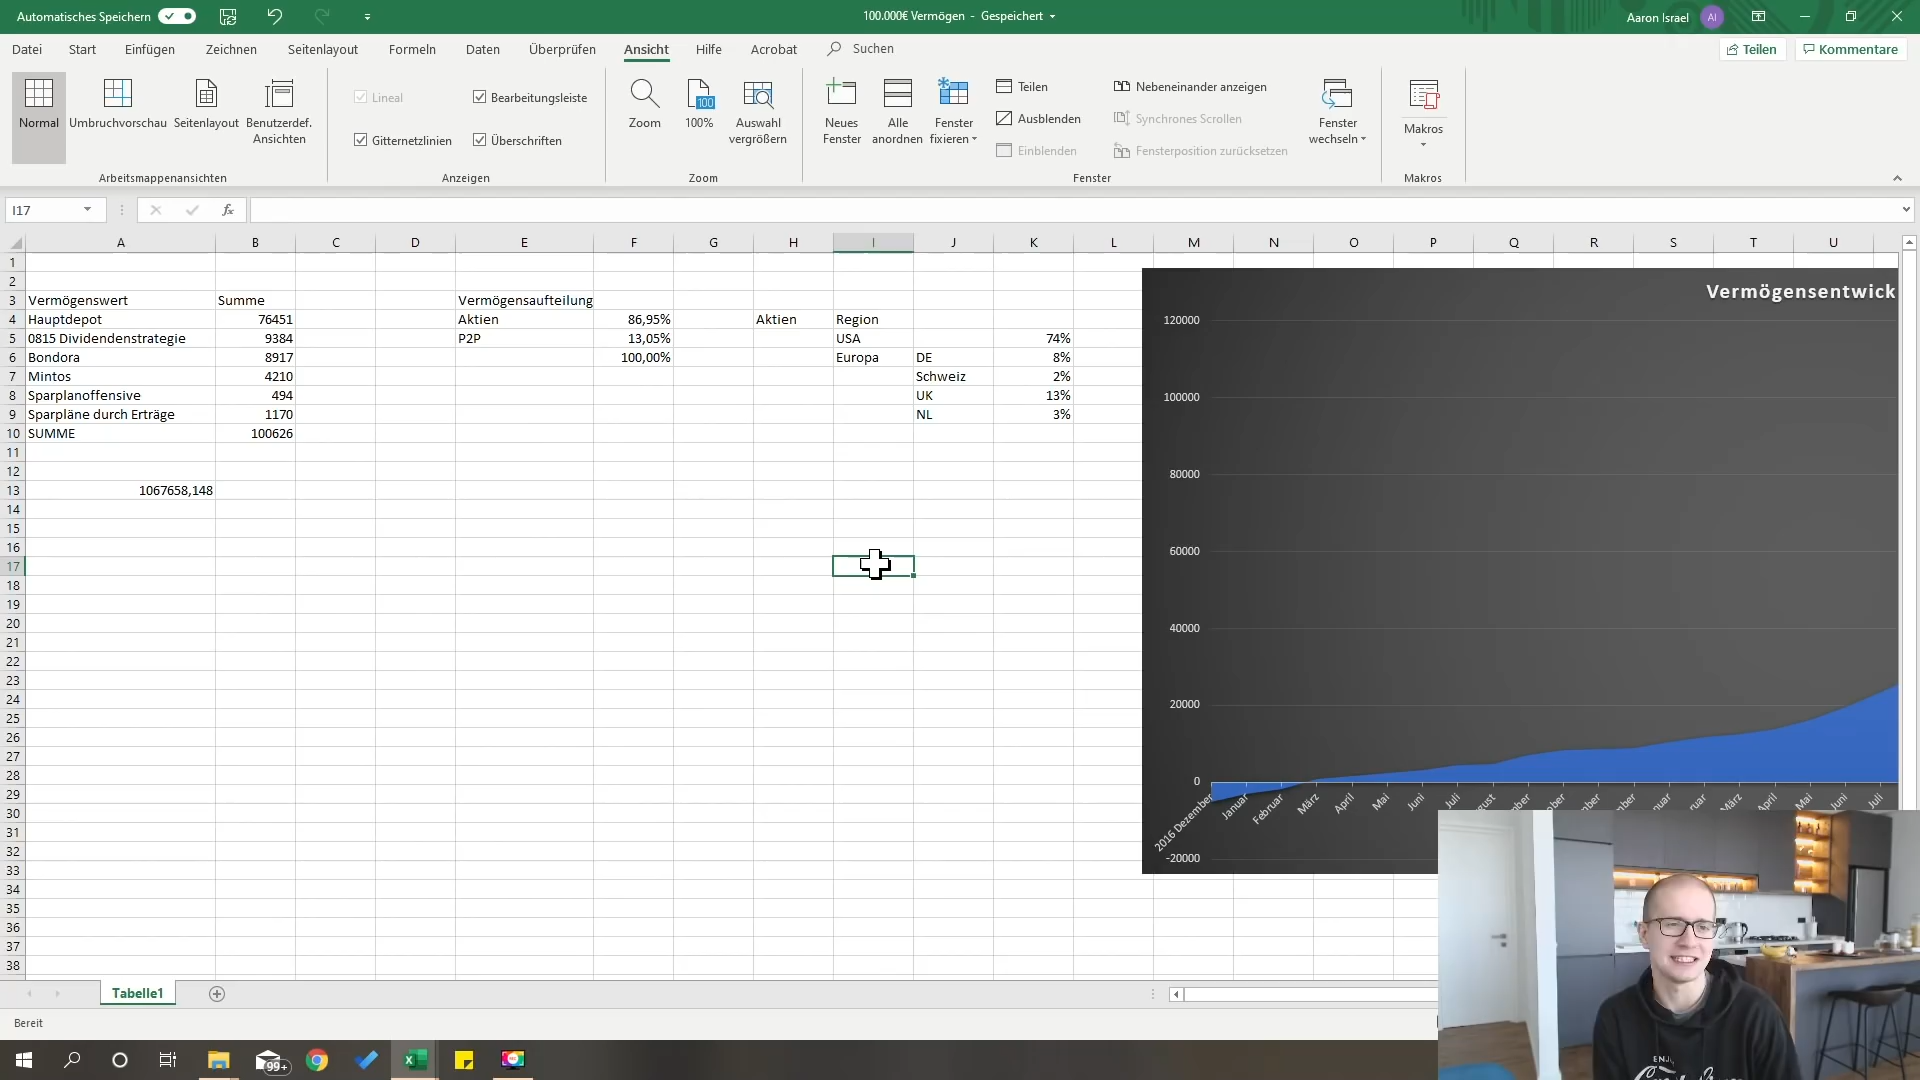 Automatisches Speichern
100.000€ Vermögen - Gespeichert
Aaron Israel AI
Datei Start Einfügen Zeichnen Seitenlayout Formeln Daten Überprüfen Ansicht Hilfe Acrobat Suchen
Teilen Kommentare
Normal Umbruchvorschau Seitenlayout Benutzerdef. Ansichten
Arbeitsmappenansichten
Lineal Bearbeitungsleiste
Gitternetzlinien Überschriften
Anzeigen
Zoom 100% Auswahl vergrößern
100
Zoom
Neues Fenster Alle anordnen Fenster fixieren
Teilen Nebeneinander anzeigen
Ausblenden Synchrones Scrollen
Einblenden Fensterposition zurücksetzen
Fenster wechseln
Fenster
Makros
Makros
I17 fx
A B C D E F G H I J K L M N O P Q R S T U
1
2
3 Vermögenswert Summe Vermögensaufteilung
4 Hauptdepot 76451 Aktien 86,95% Aktien Region
5 0815 Dividendenstrategie 9384 P2P 13,05% USA 74%
6 Bondora 8917 100,00% Europa DE 8%
7 Mintos 4210 Schweiz 2%
8 Sparplanoffensive 494 UK 13%
9 Sparpläne durch Erträge 1170 NL 3%
10 SUMME 100626
11
12
13 1067658,148
14
15
16
17
18
19
20
21
22
23
24
25
26
27
28
29
30
31
32
33
34
35
36
37
38
Vermögensentwick
120000
100000
80000
60000
40000
20000
0
-20000
2016 Dezember Januar Februar März April Mai Juni Juli
März April Mai Juni Juli
Tabelle1
Bereit
99+
ENJ